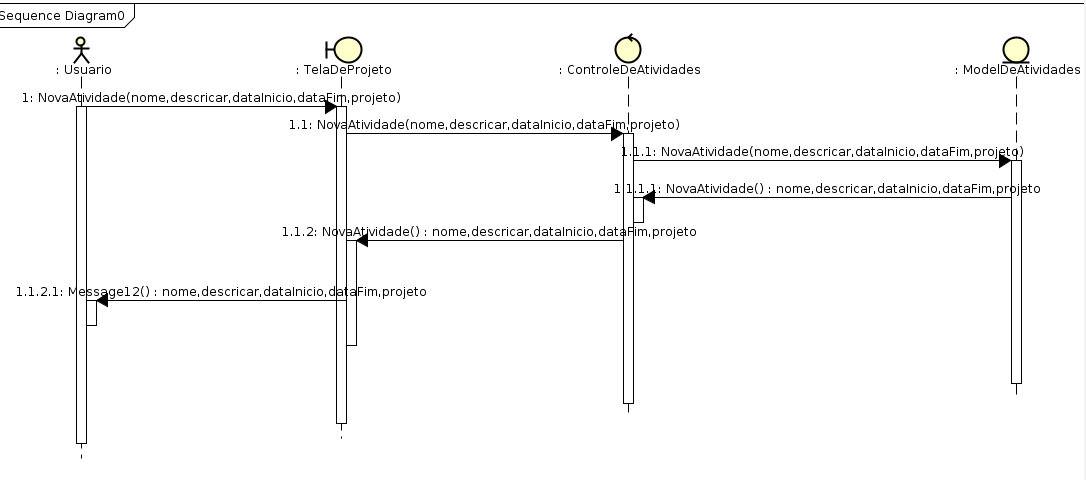 Sequence Diagram0
: Usuario
: TelaDeProjeto
: ControleDeAtividades
: ModelDeAtividades
1: NovaAtividade(nome,descricar,dataInicio,dataFim,projeto)
1.1: NovaAtividade(nome,descricar,dataInicio,dataFim,projeto)
1.1.1: NovaAtividade(nome,descricar,dataInicio,dataFim,projeto)
1.1.1.1: NovaAtividade() : nome,descricar,dataInicio,dataFim,projeto
1.1.2: NovaAtividade() : nome,descricar,dataInicio,dataFim,projeto
1.1.2.1: Message12() : nome,descricar,dataInicio,dataFim,projeto